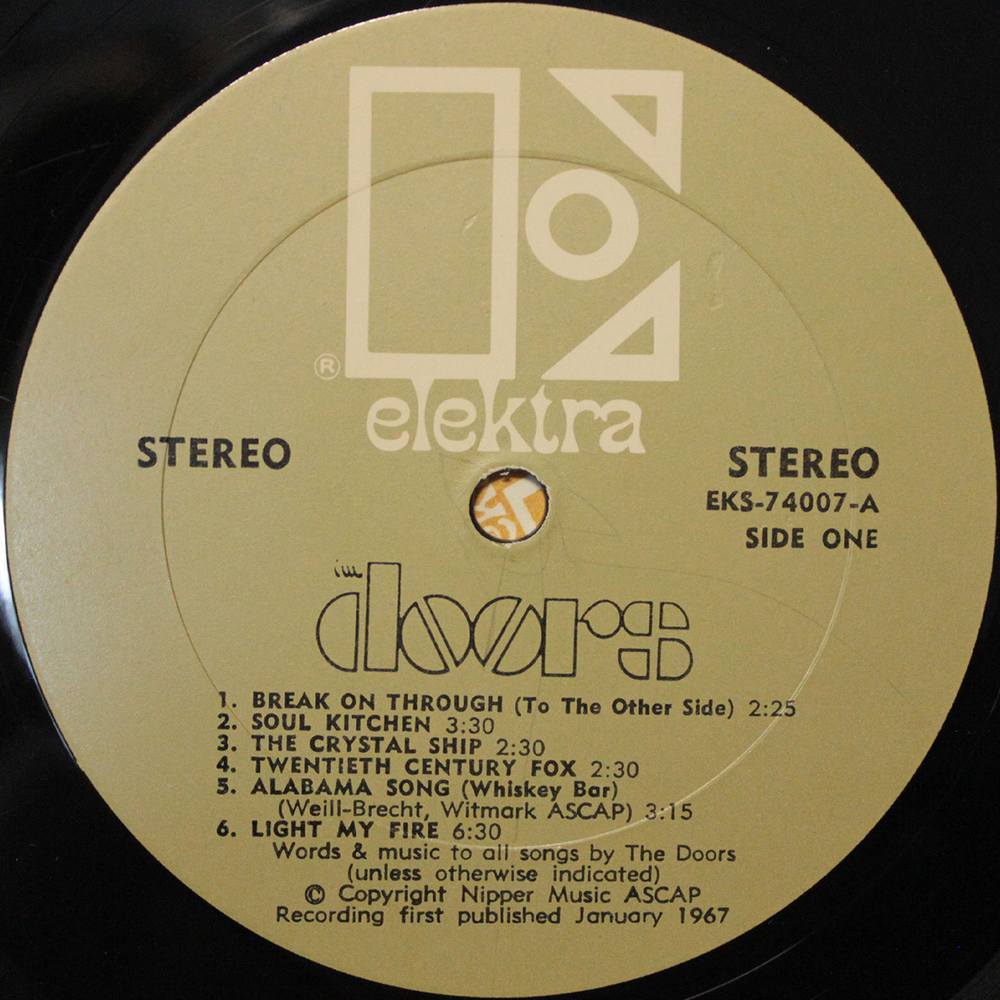 ®
elektra
STEREO
STEREO
EKS-74007-A
SIDE ONE
the
doors
1. BREAK ON THROUGH (To The Other Side) 2:25
2. SOUL KITCHEN 3:30
3. THE CRYSTAL SHIP 2:30
4. TWENTIETH CENTURY FOX 2:30
5. ALABAMA SONG (Whiskey Bar)
(Weill-Brecht, Witmark ASCAP) 3:15
6. LIGHT MY FIRE 6:30
Words & music to all songs by The Doors
(unless otherwise indicated)
© Copyright Nipper Music ASCAP
Recording first published January 1967